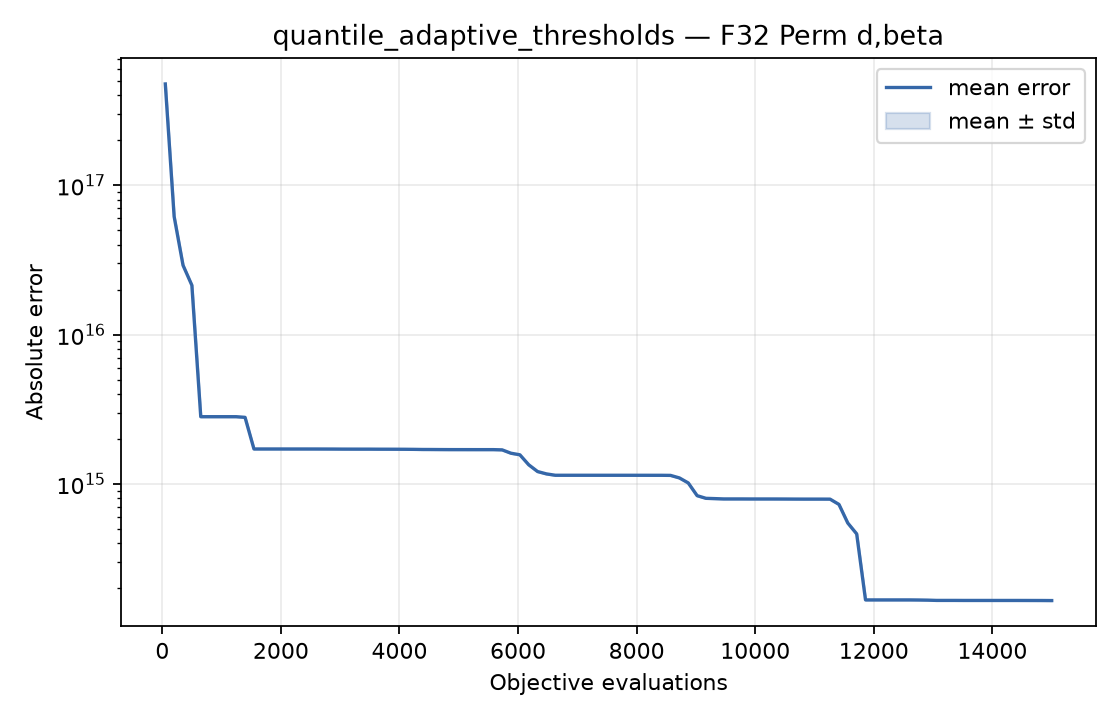 quantile_adaptive_thresholds — F32 Perm d,beta
mean error
mean ± std
Absolute error
10^17
10^16
10^15
0 2000 4000 6000 8000 10000 12000 14000
Objective evaluations